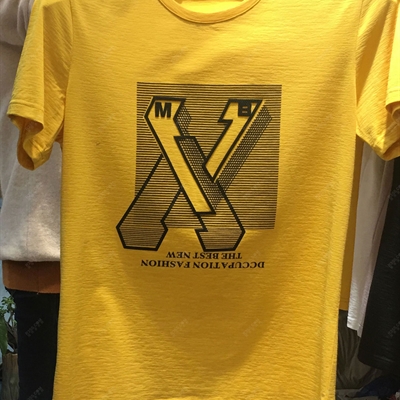 M E
X
DCCUPATION FASHION
THE BEST NEW